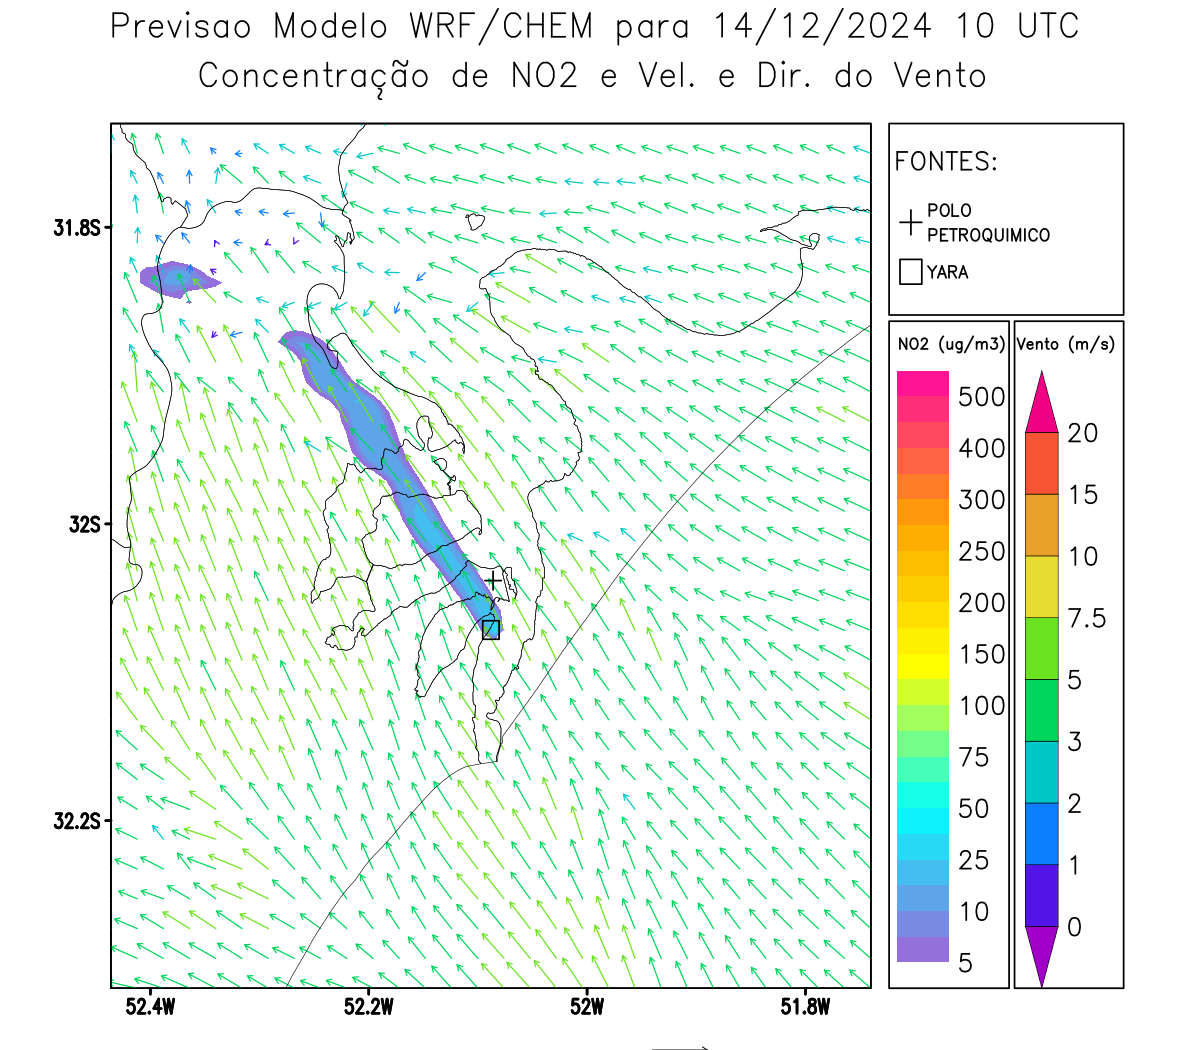 Previsao Modelo WRF/CHEM para 14/12/2024 10 UTC
Concentração de NO2 e Vel. e Dir. do Vento
FONTES:
POLO
PETROQUIMICO
YARA
NO2 (ug/m3)
500
400
300
250
200
150
100
75
50
25
10
5
Vento (m/s)
20
15
10
7.5
5
3
2
1
0
31.8S
32S
32.2S
52.4W
52.2W
52W
51.8W